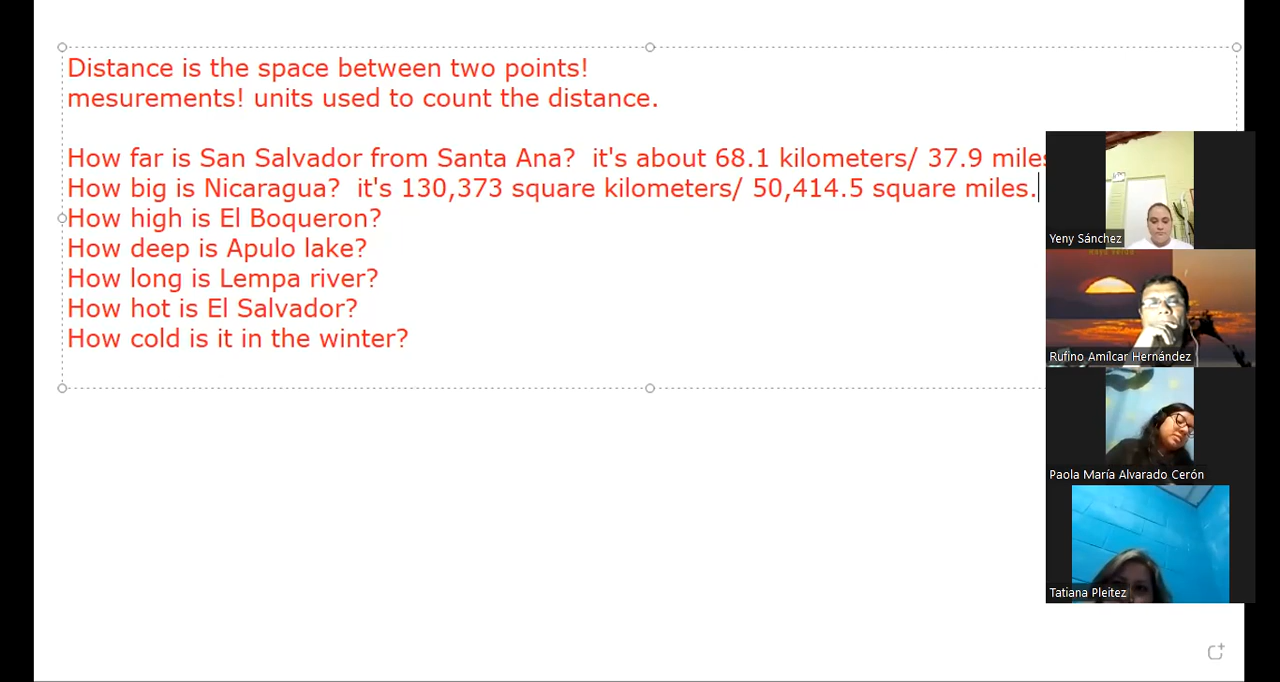 Distance is the space between two points!
mesurements! units used to count the distance.
How far is San Salvador from Santa Ana?  it's about 68.1 kilometers/ 37.9 miles
How big is Nicaragua?  it's 130,373 square kilometers/ 50,414.5 square miles.
How high is El Boqueron?
How deep is Apulo lake?
How long is Lempa river?
How hot is El Salvador?
How cold is it in the winter?
Yeny Sánchez
Rufino Amílcar Hernández
Paola María Alvarado Cerón
Tatiana Pleitez